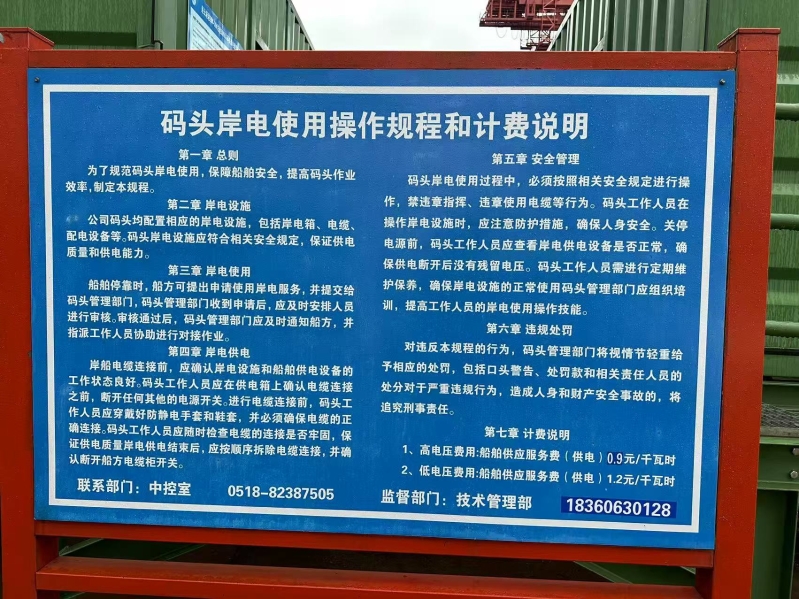 码头岸电使用操作规程和计费说明
第一章 总则
为了规范码头岸电使用，保障船舶安全，提高码头作业
效率，制定本规程。
第二章 岸电设施
公司码头均配置相应的岸电设施，包括岸电箱、电缆、
配电设备等。码头岸电设施应符合相关安全规定，保证供电
质量和供电能力。
第三章 岸电使用
船舶停靠时，船方可提出申请使用岸电服务，并提交给
码头管理部门，码头管理部门收到申请后，应及时安排人员
进行审核。审核通过后，码头管理部门应及时通知船方，并
指派工作人员协助进行对接作业。
第四章 岸电供电
岸船电缆连接前，应确认岸电设施和船舶供电设备的
工作状态良好。码头工作人员应在供电箱上确认电缆连接
之前，断开任何其他的电源开关。进行电缆连接前，码头工
作人员应穿戴好防静电手套和鞋套，并必须确保电缆的正
确连接。码头工作人员应随时检查电缆的连接是否牢固，保
证供电质量岸电供电结束后，应按顺序拆除电缆连接，并确
认断开船方电缆柜开关。
联系部门：中控室 0518-82387505
第五章 安全管理
码头岸电使用过程中，必须按照相关安全规定进行操
作，禁违章指挥、违章使用电缆等行为。码头工作人员在
操作岸电设施时，应注意防护措施，确保人身安全。关停
电源前，码头工作人员应查看岸电供电设备是否正常，确
保供电断开后没有残留电压。码头工作人员需进行定期维
护保养，确保岸电设施的正常使用码头管理部门应组织培
训，提高工作人员的岸电使用操作技能。
第六章 违规处罚
对违反本规程的行为，码头管理部门将视情节轻重给
予相应的处罚，包括口头警告、处罚款和相关责任人员的
处分对于严重违规行为，造成人身和财产安全事故的，将
追究刑事责任。
第七章 计费说明
1、高电压费用:船舶供应服务费（供电）0.9元/千瓦时
2、低电压费用:船舶供应服务费（供电）1.2元/千瓦时
监督部门：技术管理部 18360630128